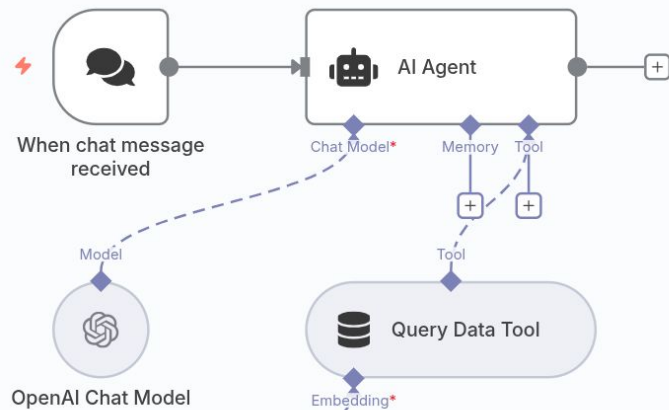 AI Agent
When chat message
received
Chat Model*
Memory
Tool
Model
Tool
Query Data Tool
OpenAI Chat Model
Embedding*